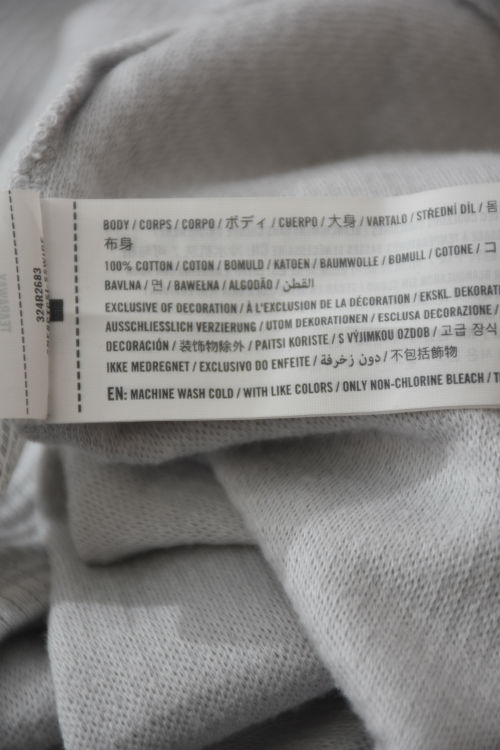 BODY / CORPS / CORPO / ボディ / CUERPO / 大身 / VARTALO / STŘEDNÍ DÍL / 몸
布身
100% COTTON / COTON / BOMULD / KATOEN / BAUMWOLLE / BOMULL / COTONE / コ
BAVLNA / 면 / BAWEŁNA / ALGODÃO / القطن
EXCLUSIVE OF DECORATION / À L'EXCLUSION DE LA DÉCORATION / EKSKL. DEKORATI
AUSSCHLIESSLICH VERZIERUNG / UTOM DEKORATIONEN / ESCLUSA DECORAZIONE /
DECORACIÓN / 装饰物除外 / PAITSI KORISTE / S VÝJIMKOU OZDOB / 고급 장식
IKKE MEDREGNET / EXCLUSIVO DO ENFEITE / دون زخرفة / 不包括飾物
EN: MACHINE WASH COLD / WITH LIKE COLORS / ONLY NON-CHLORINE BLEACH / T
324R2683